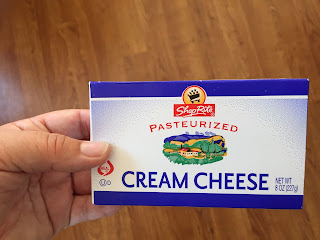 ShopRite
PASTEURIZED
CREAM CHEESE
NET WT
8 OZ (227g)